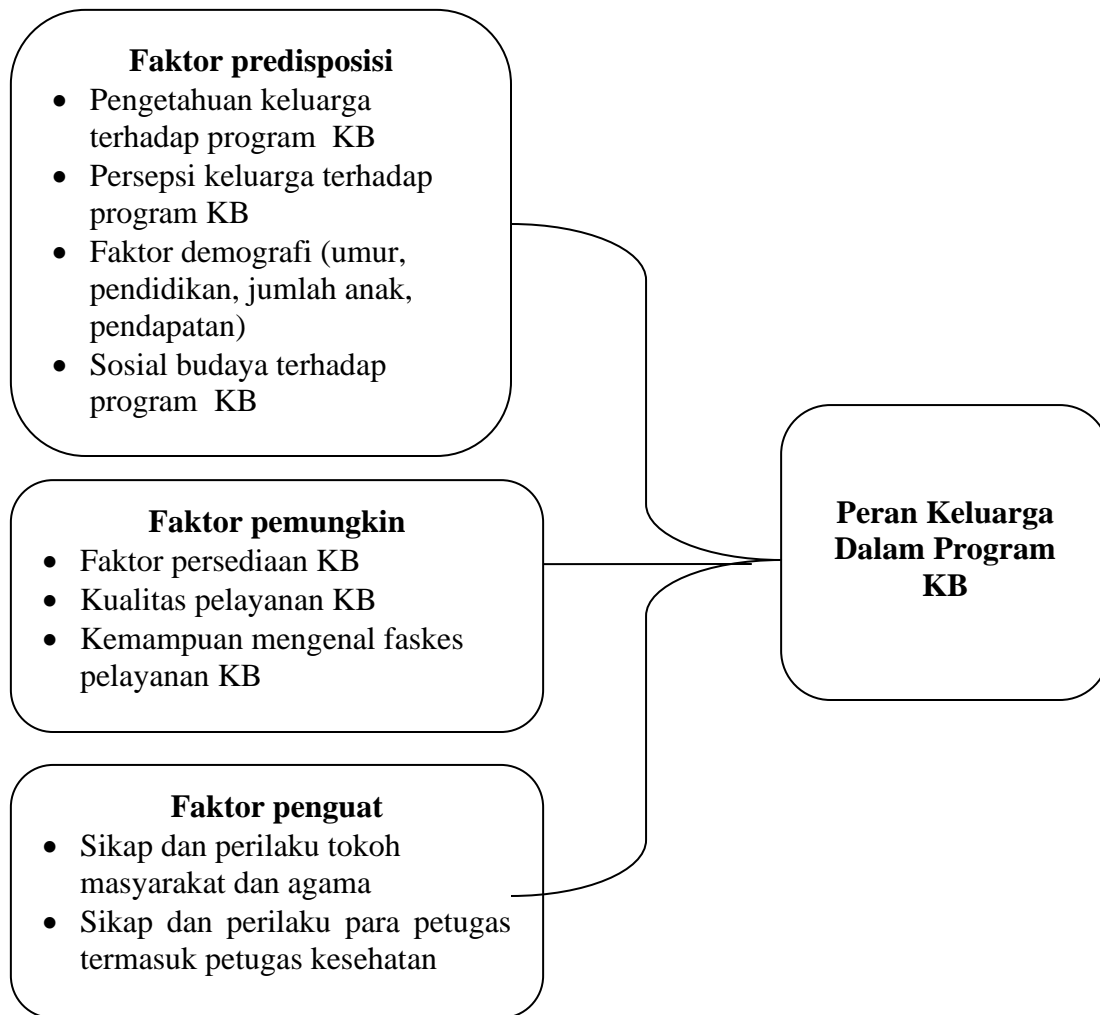 Faktor predisposisi
• Pengetahuan keluarga
terhadap program KB
• Persepsi keluarga terhadap
program KB
• Faktor demografi (umur,
pendidikan, jumlah anak,
pendapatan)
• Sosial budaya terhadap
program KB
Faktor pemungkin
• Faktor persediaan KB
• Kualitas pelayanan KB
• Kemampuan mengenal faskes
pelayanan KB
Faktor penguat
• Sikap dan perilaku tokoh
masyarakat dan agama
• Sikap dan perilaku para petugas
termasuk petugas kesehatan
Peran Keluarga
Dalam Program
KB